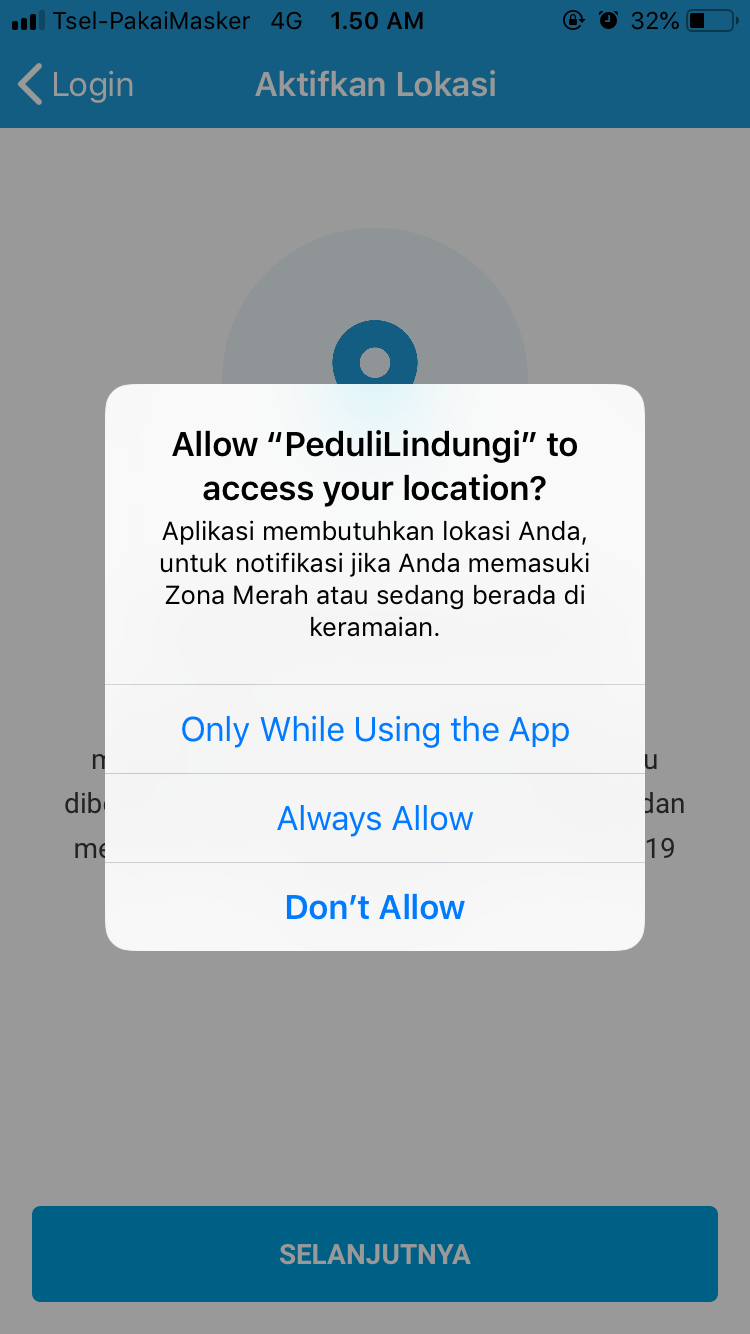 Tsel-PakaiMasker 4G 1.50 AM 32%
Login Aktifkan Lokasi
Allow “PeduliLindungi” to
access your location?
Aplikasi membutuhkan lokasi Anda,
untuk notifikasi jika Anda memasuki
Zona Merah atau sedang berada di
keramaian.
Only While Using the App
Always Allow
dan
19
Don’t Allow
SELANJUTNYA